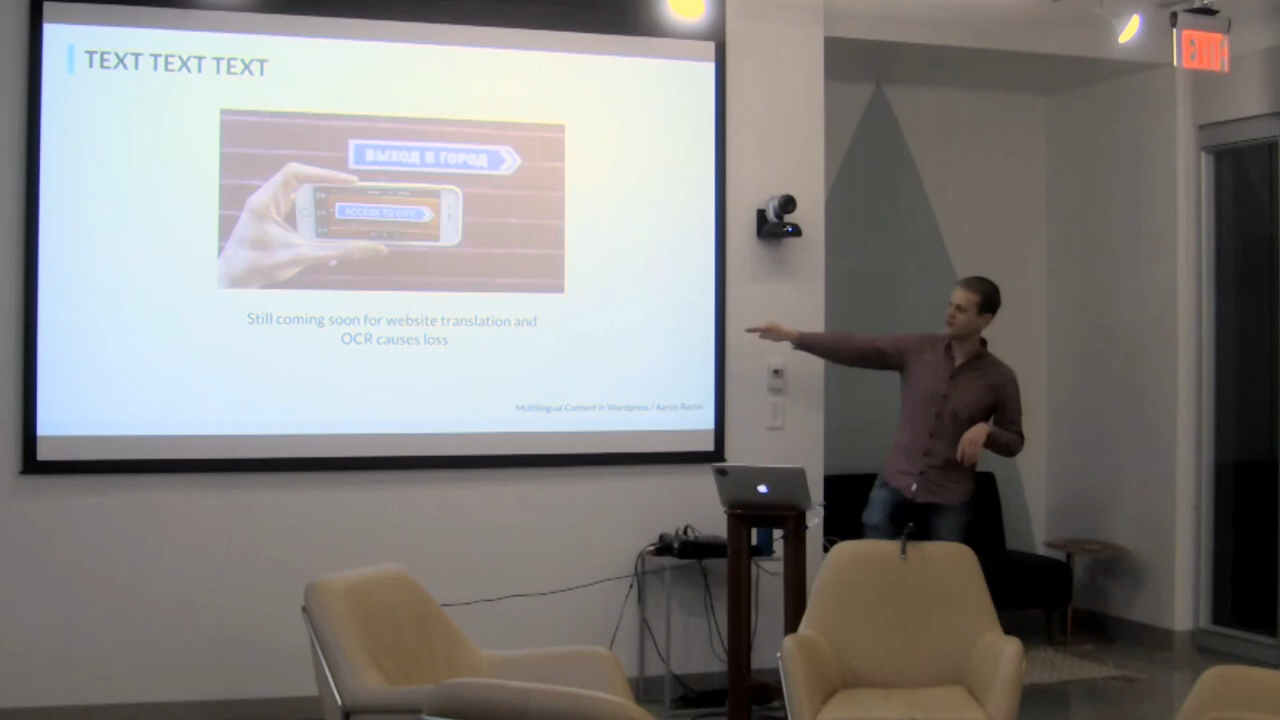 TEXT TEXT TEXT
ВЫХОД В ГОРОД
ACCESS TO CITY
Still coming soon for website translation and
OCR causes loss
Multilingual Content in Wordpress / Aaron Bacon
EXIT